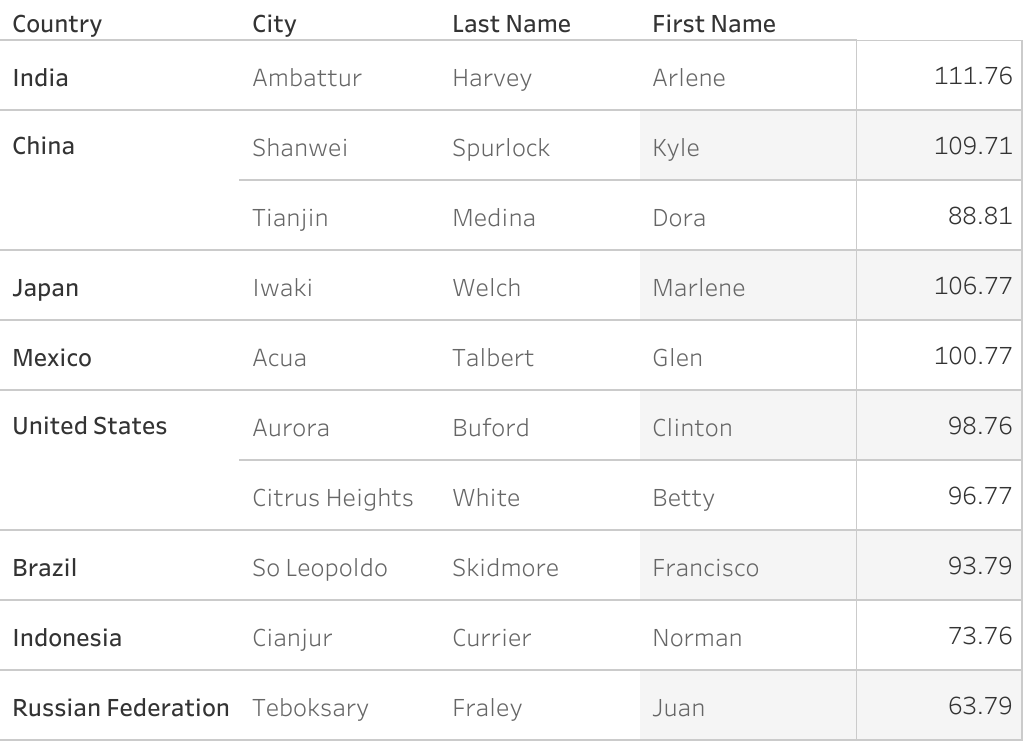 Country City Last Name First Name
India Ambattur Harvey Arlene 111.76
China Shanwei Spurlock Kyle 109.71
Tianjin Medina Dora 88.81
Japan Iwaki Welch Marlene 106.77
Mexico Acua Talbert Glen 100.77
United States Aurora Buford Clinton 98.76
Citrus Heights White Betty 96.77
Brazil So Leopoldo Skidmore Francisco 93.79
Indonesia Cianjur Currier Norman 73.76
Russian Federation Teboksary Fraley Juan 63.79